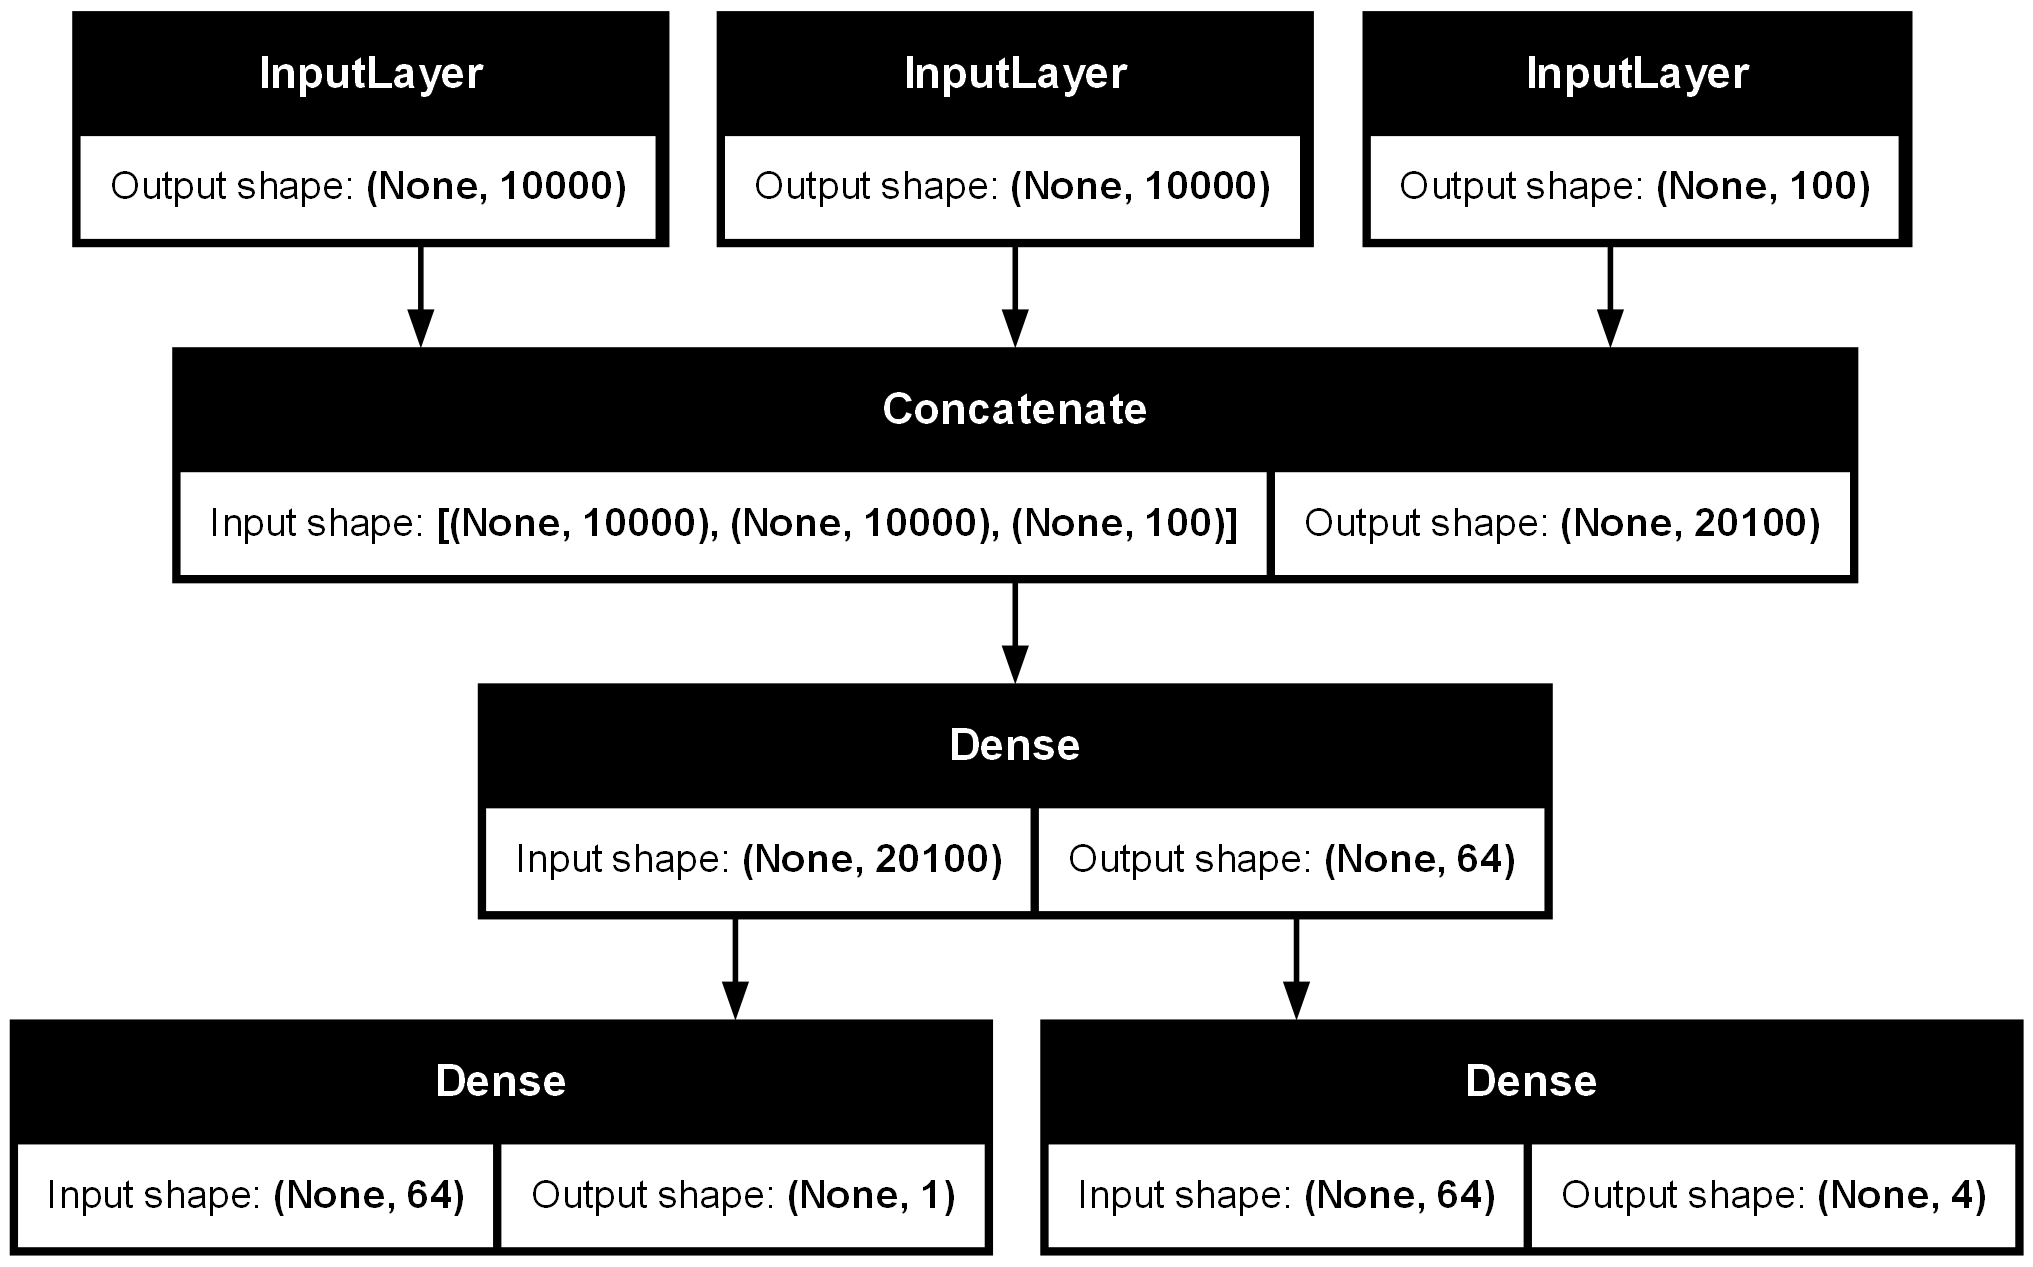 InputLayer InputLayer InputLayer
Output shape: (None, 10000) Output shape: (None, 10000) Output shape: (None, 100)
Concatenate
Input shape: [(None, 10000), (None, 10000), (None, 100)] Output shape: (None, 20100)
Dense
Input shape: (None, 20100) Output shape: (None, 64)
Dense Dense
Input shape: (None, 64) Output shape: (None, 1) Input shape: (None, 64) Output shape: (None, 4)